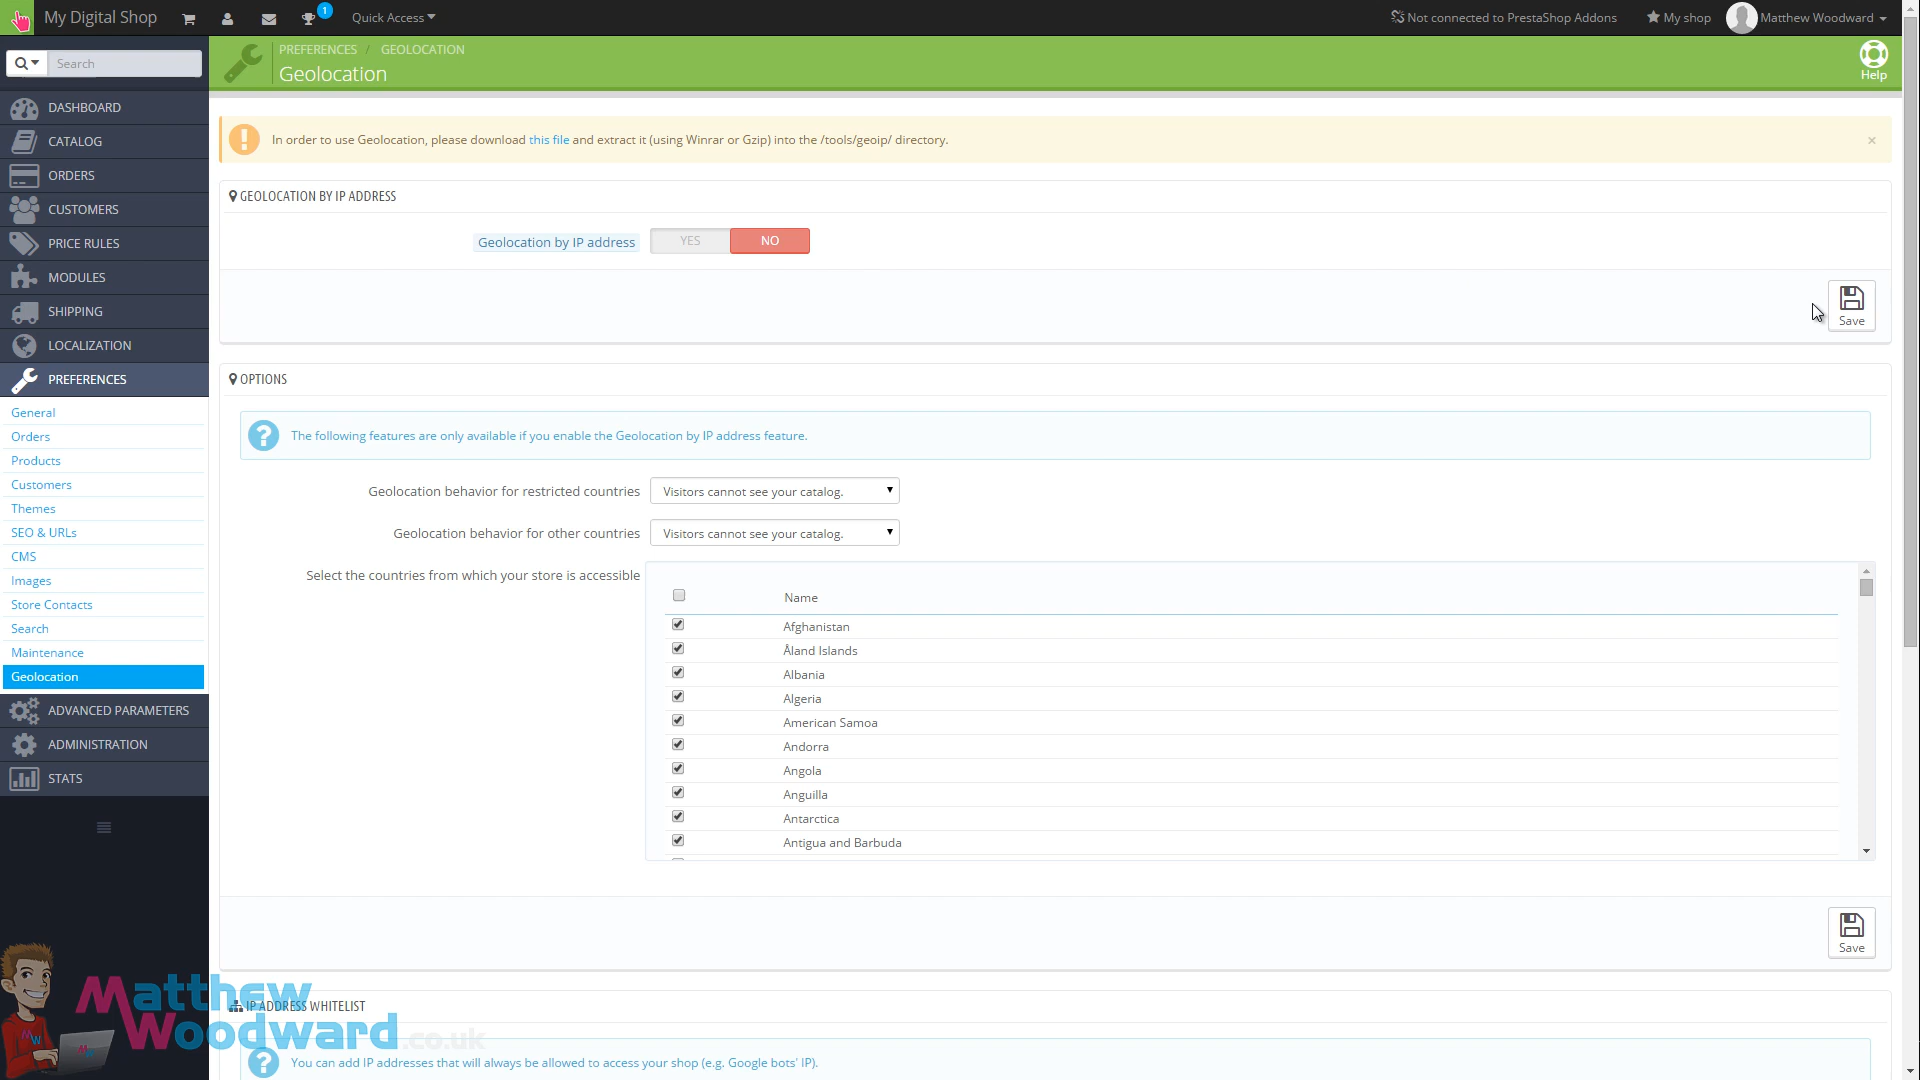 My Digital Shop
1
Quick Access
Not connected to PrestaShop Addons
My shop
Matthew Woodward
Search
PREFERENCES / GEOLOCATION
Geolocation
Help
DASHBOARD
CATALOG
ORDERS
CUSTOMERS
PRICE RULES
MODULES
SHIPPING
LOCALIZATION
PREFERENCES
General
Orders
Products
Customers
Themes
SEO & URLs
CMS
Images
Store Contacts
Search
Maintenance
Geolocation
ADVANCED PARAMETERS
ADMINISTRATION
STATS
In order to use Geolocation, please download this file and extract it (using Winrar or Gzip) into the /tools/geoip/ directory.
×
GEOLOCATION BY IP ADDRESS
Geolocation by IP address
YES
NO
Save
OPTIONS
The following features are only available if you enable the Geolocation by IP address feature.
Geolocation behavior for restricted countries
Visitors cannot see your catalog.
Geolocation behavior for other countries
Visitors cannot see your catalog.
Select the countries from which your store is accessible
Name
Afghanistan
Åland Islands
Albania
Algeria
American Samoa
Andorra
Angola
Anguilla
Antarctica
Antigua and Barbuda
Save
IP ADDRESS WHITELIST
You can add IP addresses that will always be allowed to access your shop (e.g. Google bots' IP).
Matthew
Woodward.co.uk
MW